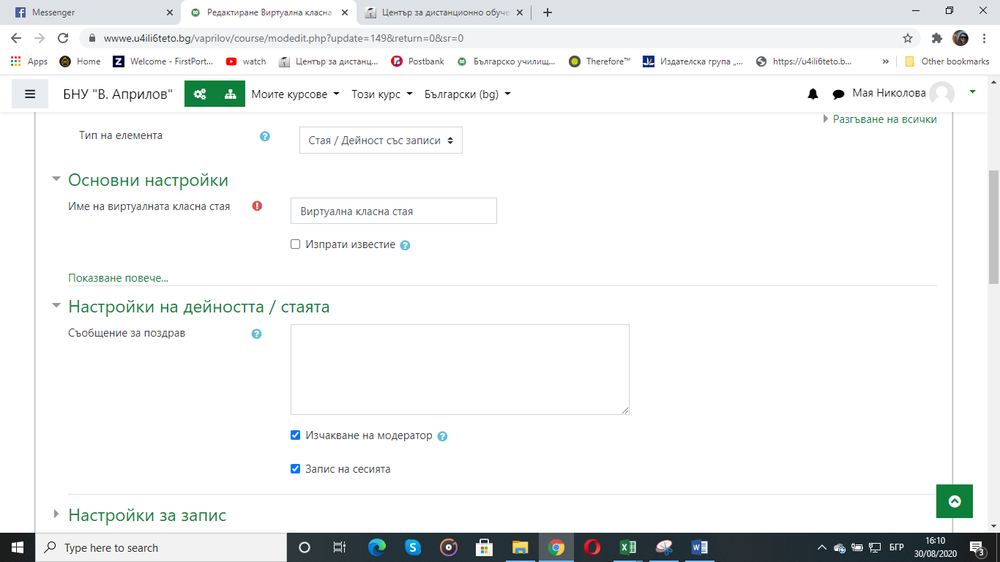 Messenger
Редактиране Виртуална класна
Център за дистанционно обуче
wwwe.u4ili6teto.bg/vaprilov/course/modedit.php?update=149&return=0&sr=0
Apps Home Welcome - FirstPort... watch Център за дистанц... Postbank Българско училищ... Therefore™ Издателска група „... https://u4ili6teto.b... » Other bookmarks
БНУ "В. Априлов" Моите курсове Този курс Български (bg) Мая Николова
Разгъване на всички
Тип на елемента
Стая / Дейност със записи
Основни настройки
Име на виртуалната класна стая
Виртуална класна стая
Изпрати известие
Показване повече...
Настройки на дейността / стаята
Съобщение за поздрав
Изчакване на модератор
Запис на сесията
Настройки за запис
Type here to search
БГР
16:10
30/08/2020
3